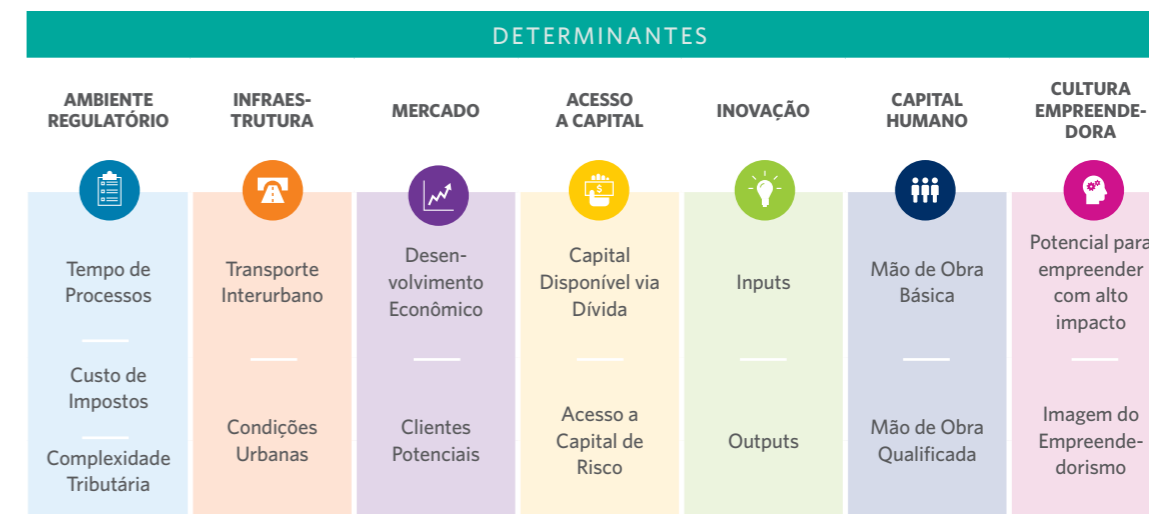 DETERMINANTES
AMBIENTE
REGULATÓRIO
INFRAES-
TRUTURA
MERCADO
ACESSO
A CAPITAL
INOVAÇÃO
CAPITAL
HUMANO
CULTURA
EMPREENDE-
DORA
$
Tempo de
Processos
Custo de
Impostos
Complexidade
Tributária
Transporte
Interurbano
Condições
Urbanas
Desen-
volvimento
Econômico
Clientes
Potenciais
Capital
Disponível via
Dívida
Acesso a
Capital de
Risco
Inputs
Outputs
Mão de Obra
Básica
Mão de Obra
Qualificada
Potencial para
empreender
com alto
impacto
Imagem do
Empreende-
dorismo